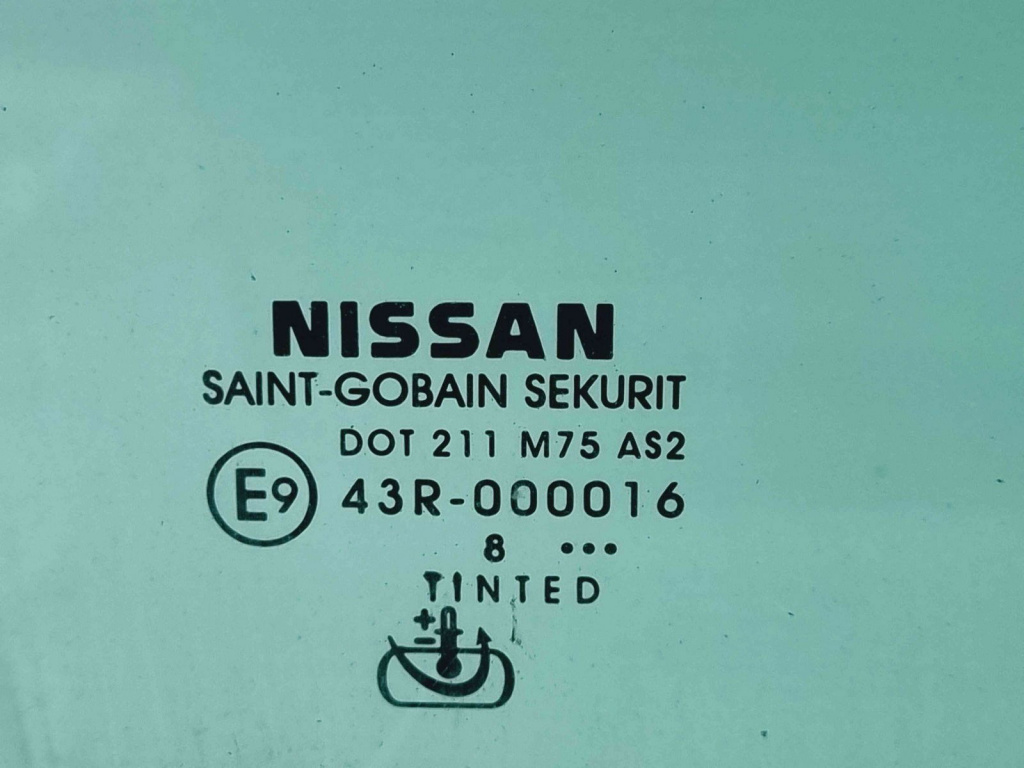 NISSAN
SAINT-GOBAIN SEKURIT
DOT 211 M75 AS2
E9 43R-000016
8 •••
TINTED
+
-